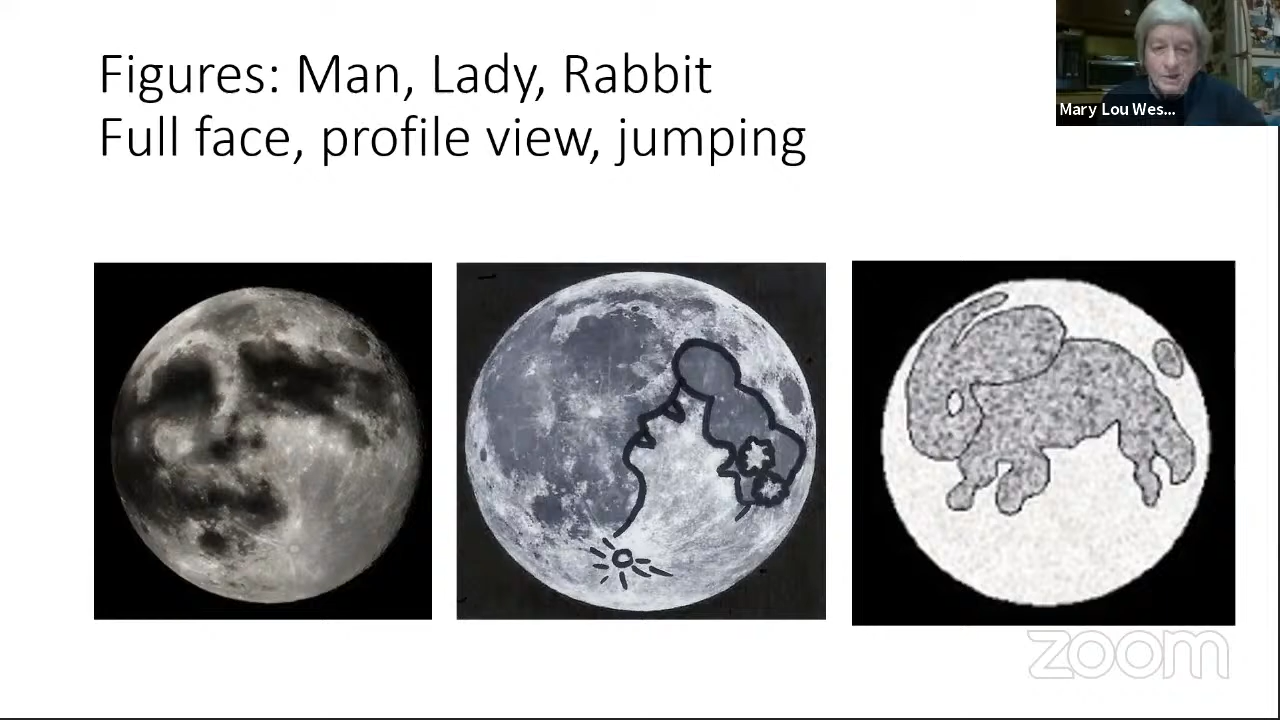 Figures: Man, Lady, Rabbit
Full face, profile view, jumping
Mary Lou Wes...
zoom